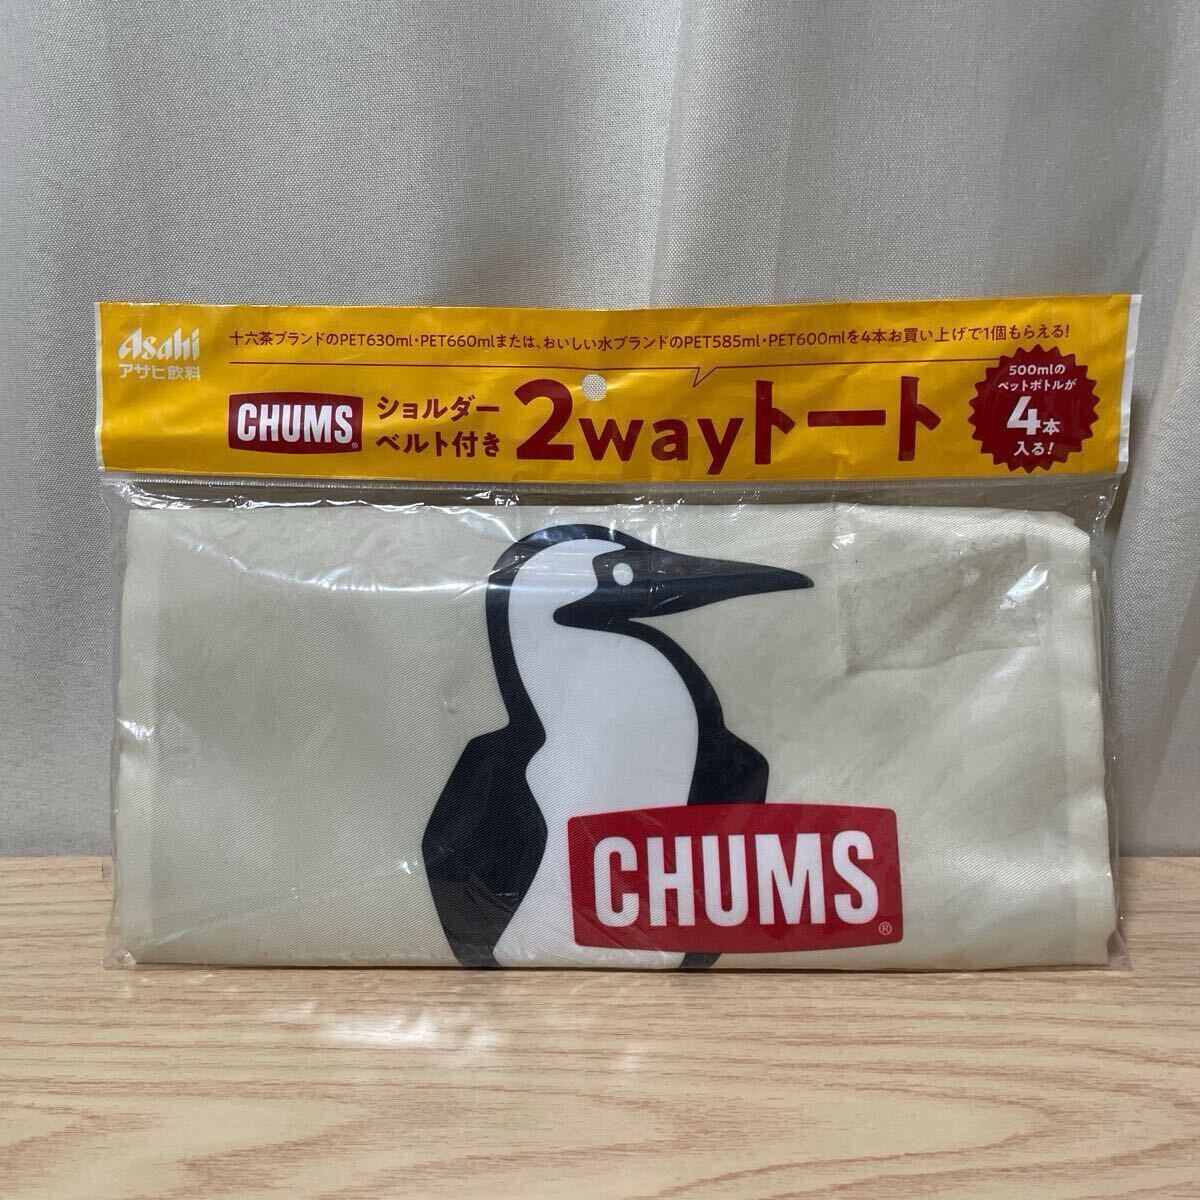 Asahi
アサヒ飲料
十六茶ブランドのPET630ml・PET660mlまたは、おいしい水ブランドのPET585ml・PET600mlを4本お買い上げで1個もらえる!
CHUMS®
ショルダー
ベルト付き
2wayトート
500mlの
ペットボトルが
4本
入る!
CHUMS
®